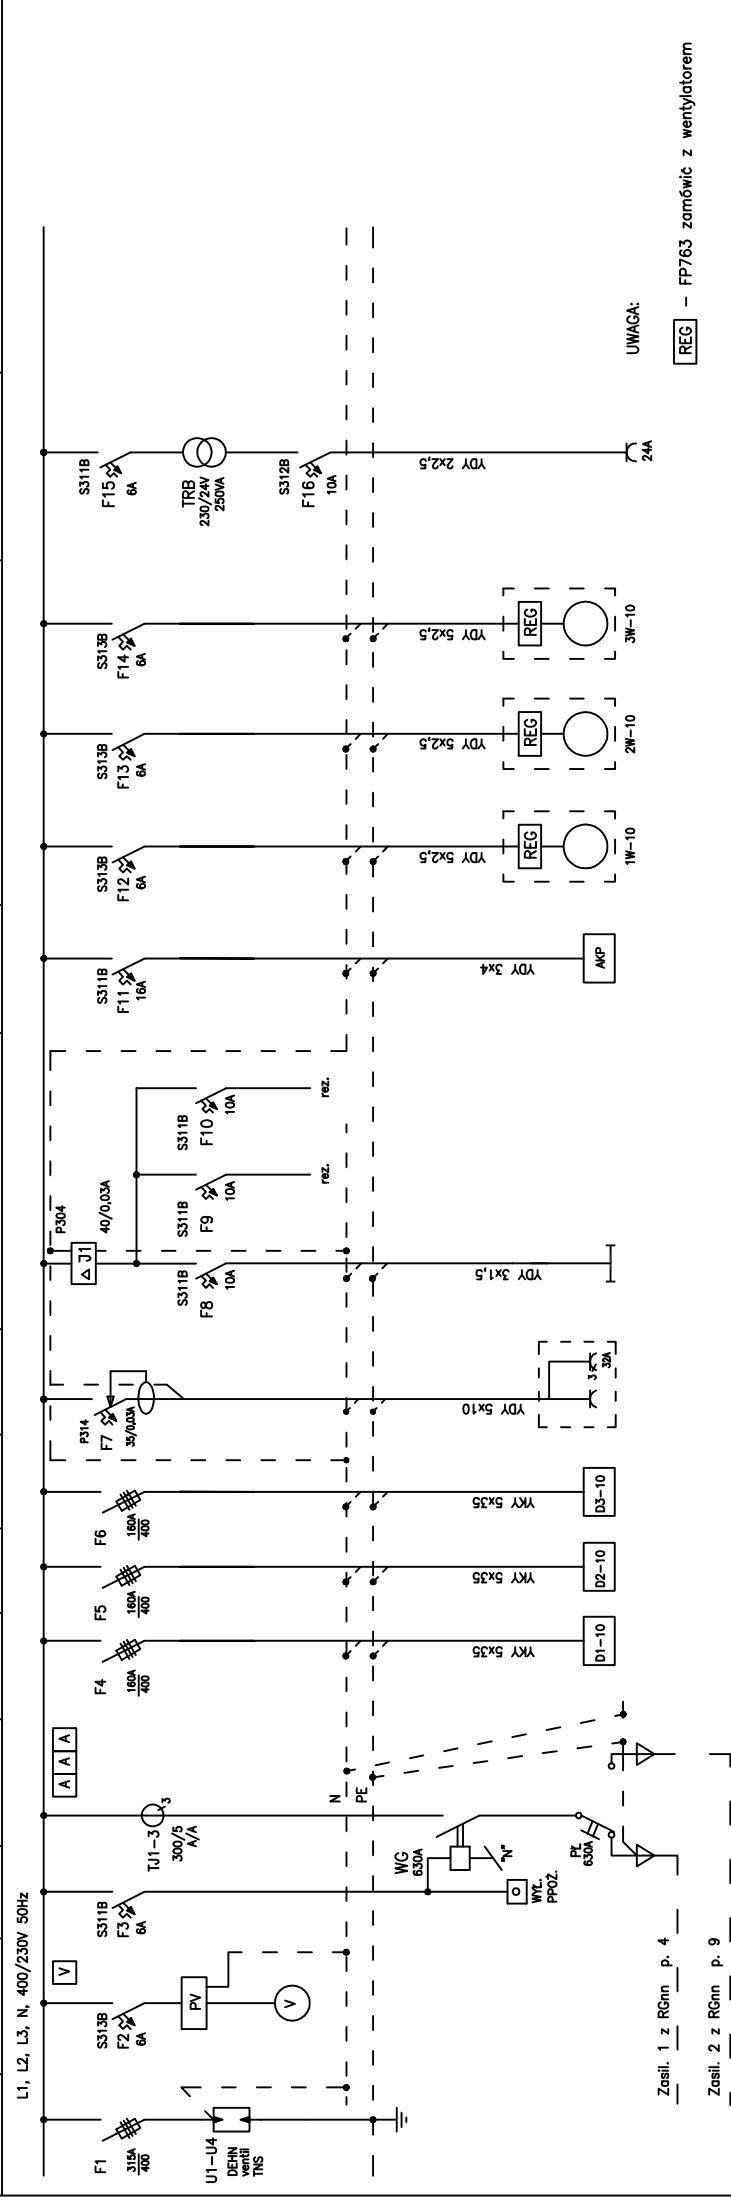 L1, L2, L3, N, 400/230V 50Hz
F1
315A
400
U1-U4
DEHN
ventil
TNS
S313B
F2
6A
V
PV
V
S311B
F3
6A
WYŁ.
PPOŻ.
A A A
TJ1-3
3
300/5
A/A
WG
630A
"N"
PŁ
630A
N
PE
Zasil. 1 z RGnn p. 4
Zasil. 2 z RGnn p. 9
F4
160A
400
YKY 5x35
D1-10
F5
160A
400
YKY 5x35
D2-10
F6
160A
400
YKY 5x35
D3-10
P314
F7
35/0,03A
YDY 5x10
3
32A
P304
Δ J1
40/0,03A
S311B
F8
10A
YDY 3x1,5
S311B
F9
10A
rez.
S311B
F10
10A
rez.
S311B
F11
16A
YDY 3x4
AKP
S313B
F12
6A
YDY 5x2,5
REG
1W-10
S313B
F13
6A
YDY 5x2,5
REG
2W-10
S313B
F14
6A
YDY 5x2,5
REG
3W-10
S311B
F15
6A
TRB
230/24V
250VA
S312B
F16
10A
YDY 2x2,5
24A
UWAGA:
REG - FP763 zamówić z wentylatorem